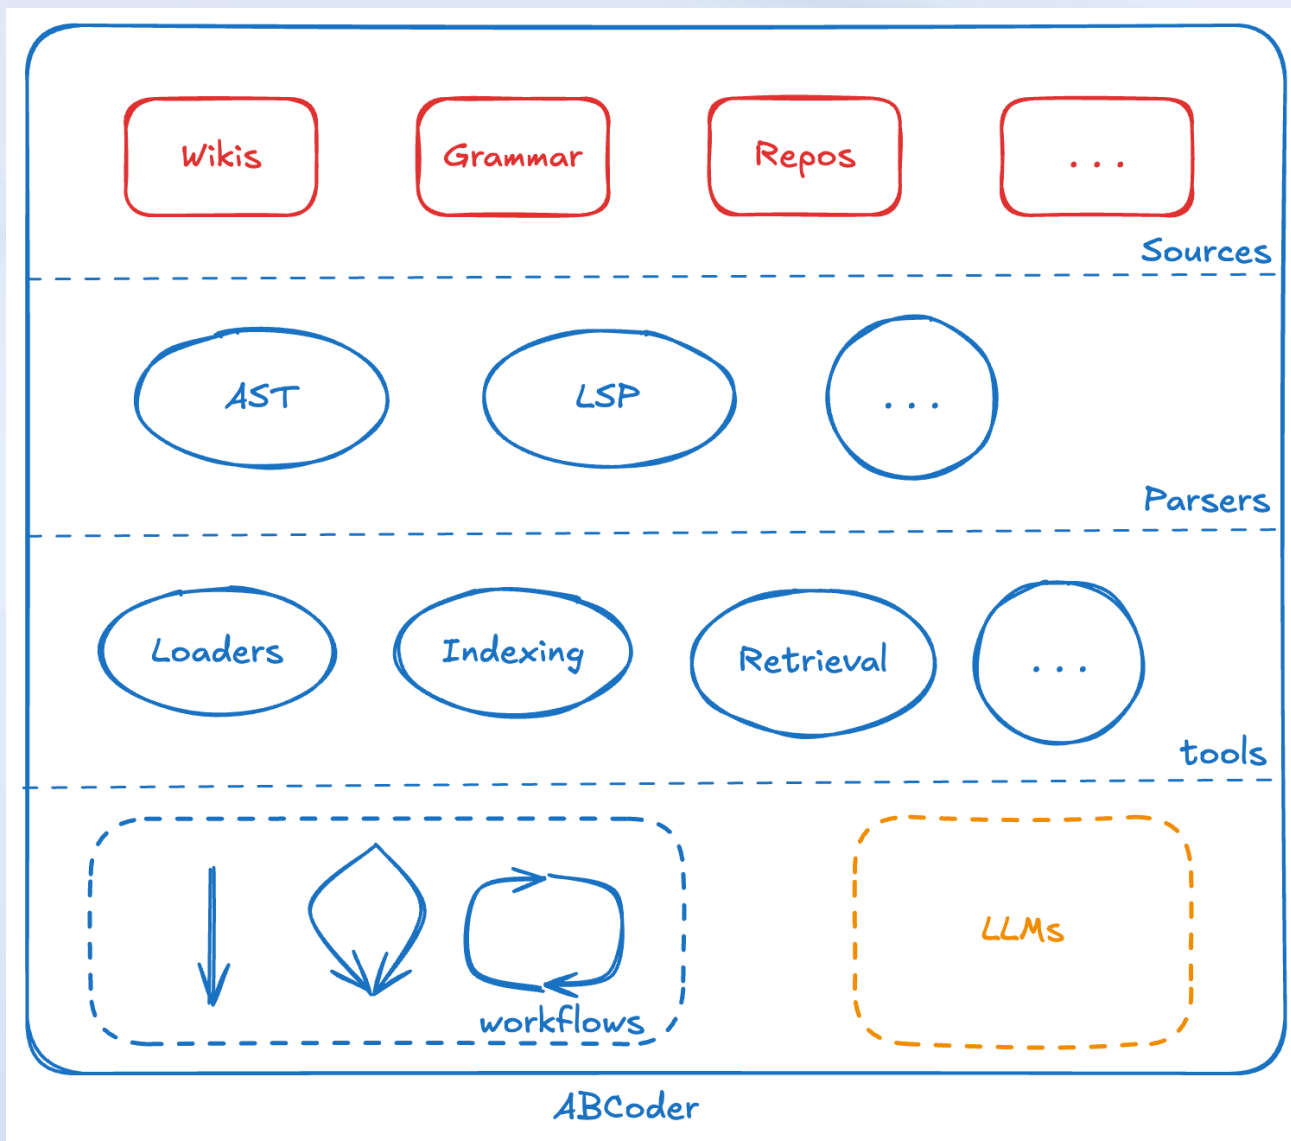 Wikis
Grammar
Repos
...
Sources
AST
LSP
...
Parsers
Loaders
Indexing
Retrieval
...
tools
LLMs
workflows
ABCoder